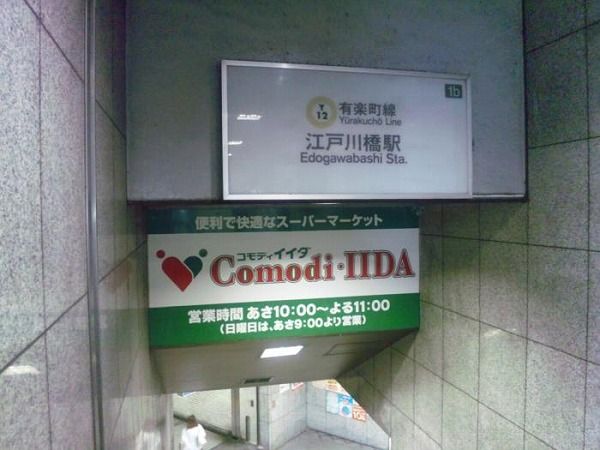 1b
Y
12
有楽町線
Yūrakuchō Line
江戸川橋駅
Edogawabashi Sta.
便利で快適なスーパーマーケット
コモディイイダ
Comodi・IIDA
営業時間 あさ10:00～よる11:00
(日曜日は、あさ9:00より営業)